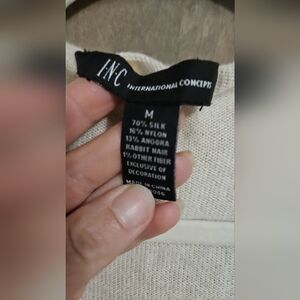 I·N·C INTERNATIONAL CONCEPTS
M
70% SILK
16% NYLON
13% ANGORA
RABBIT HAIR
1% OTHER FIBER
EXCLUSIVE OF
DECORATION
MADE IN CHINA